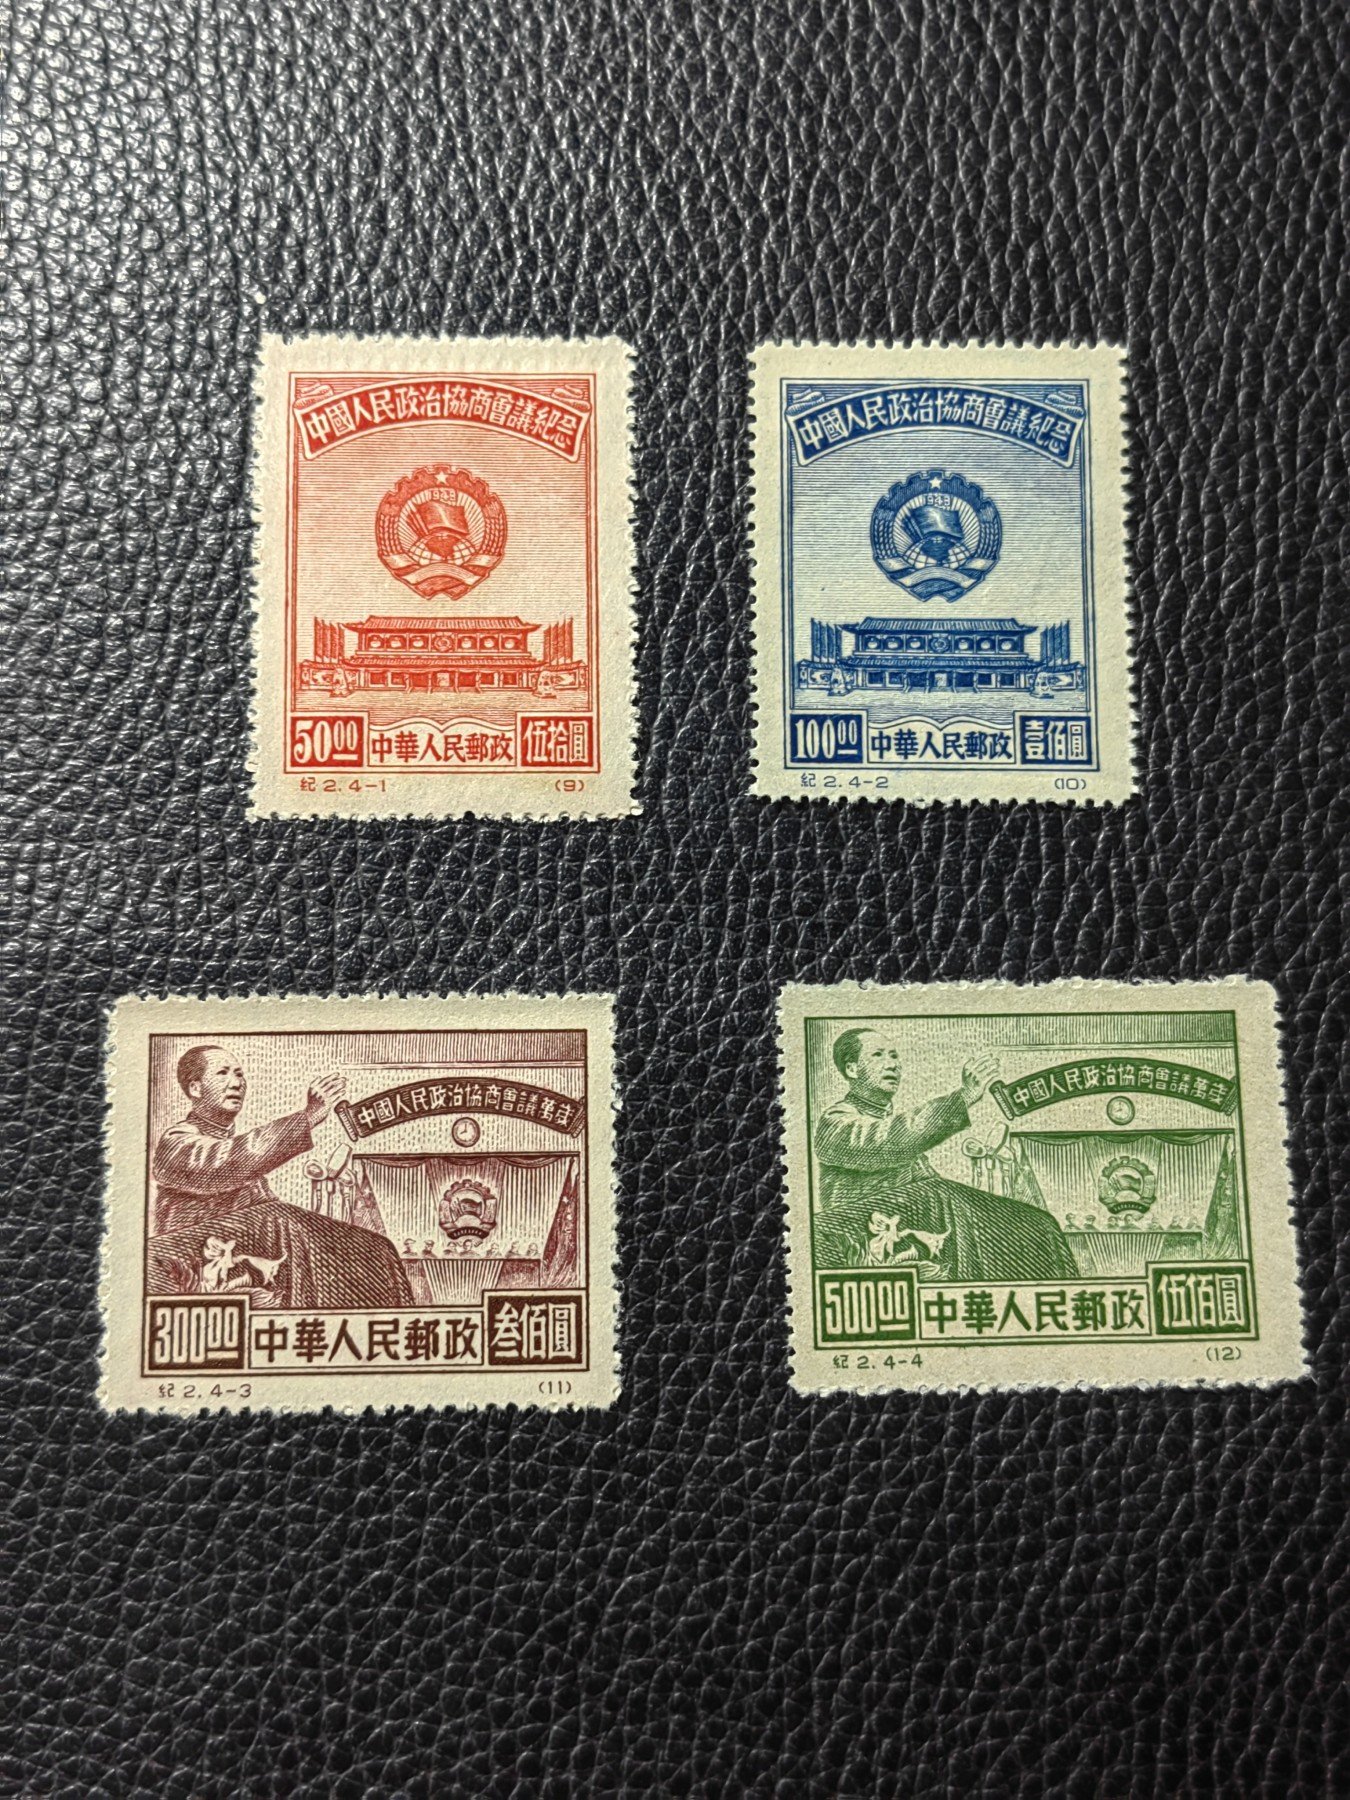 中國人民政治協商會議紀念
1949
50.00 中華人民郵政 伍拾圓
紀 2. 4-1 (9)
中國人民政治協商會議紀念
1949
100.00 中華人民郵政 壹佰圓
紀 2. 4-2 (10)
中國人民政治協商會議萬歲
300.00 中華人民郵政 叁佰圓
紀 2. 4-3 (11)
中國人民政治協商會議萬歲
500.00 中華人民郵政 伍佰圓
紀 2. 4-4 (12)